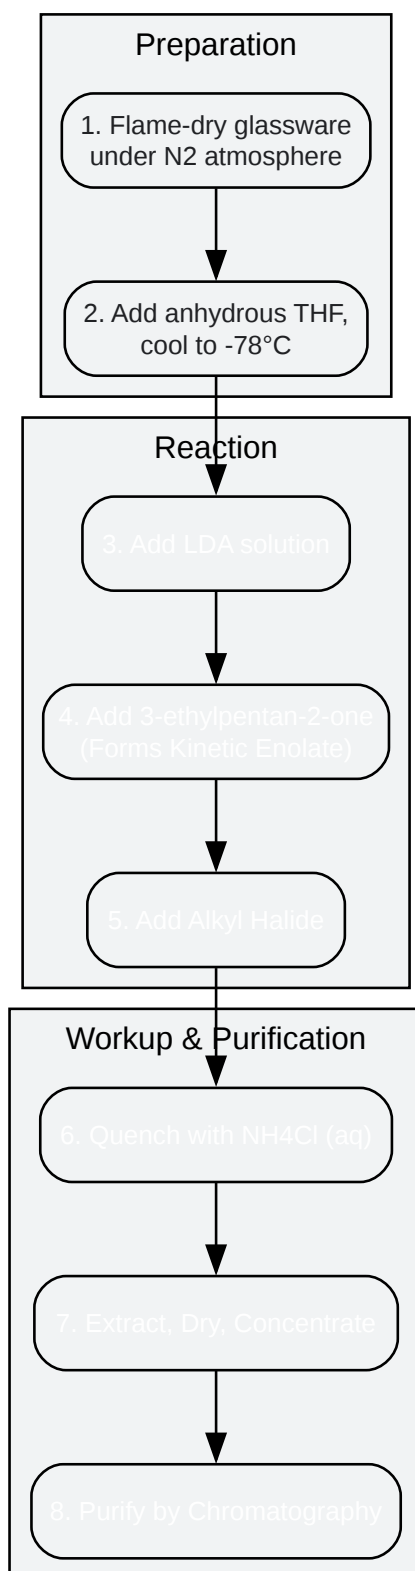 Preparation
1. Flame-dry glassware
under N2 atmosphere
2. Add anhydrous THF,
cool to -78°C
Reaction
3. Add LDA solution
4. Add 3-ethylpentan-2-one
(Forms Kinetic Enolate)
5. Add Alkyl Halide
Workup & Purification
6. Quench with NH4Cl (aq)
7. Extract, Dry, Concentrate
8. Purify by Chromatography